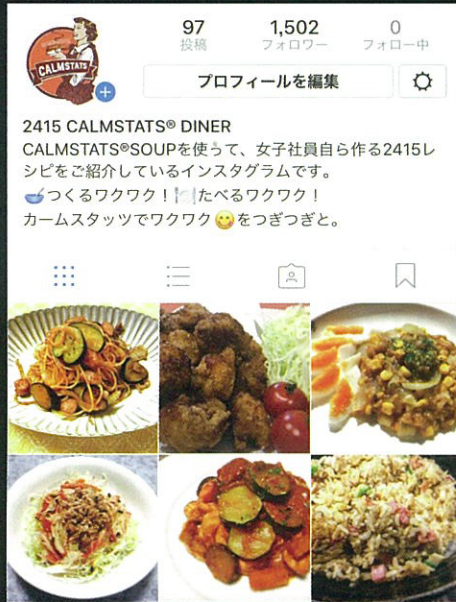 97
1,502
0
投稿
フォロワー
フォロー中
CALMSTATS
プロフィールを編集
2415 CALMSTATS® DINER
CALMSTATS®SOUPを使って、女子社員自ら作る2415レ
シピをご紹介しているインスタグラムです。
🥣つくるワクワク！🍽たべるワクワク！
カームスタッツでワクワク😋をつぎつぎと。